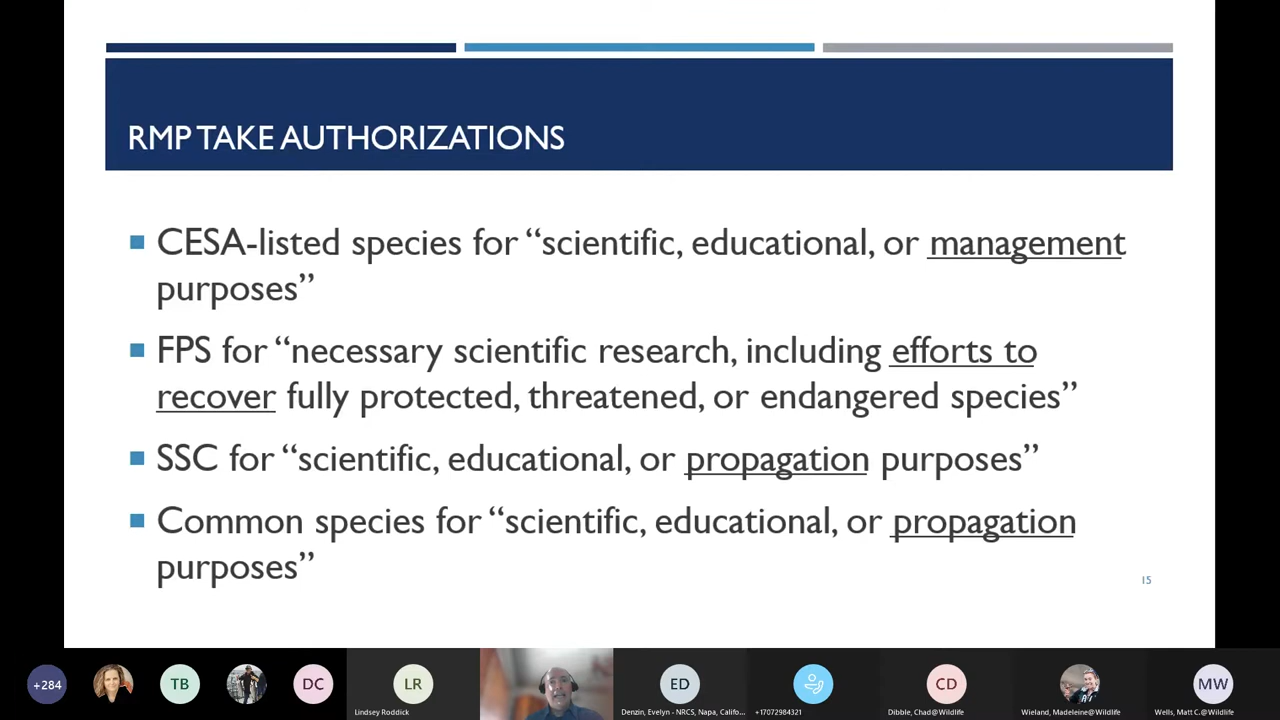 RMP TAKE AUTHORIZATIONS
CESA-listed species for “scientific, educational, or management
purposes”
FPS for “necessary scientific research, including efforts to
recover fully protected, threatened, or endangered species”
SSC for “scientific, educational, or propagation purposes”
Common species for “scientific, educational, or propagation
purposes”
15
+284
TB
DC
LR
ED
CD
MW
Lindsey Roddick
Denzin, Evelyn - NRCS, Napa, Califo...
+17072984321
Dibble, Chad@Wildlife
Wieland, Madeleine@Wildlife
Wells, Matt C.@Wildlife